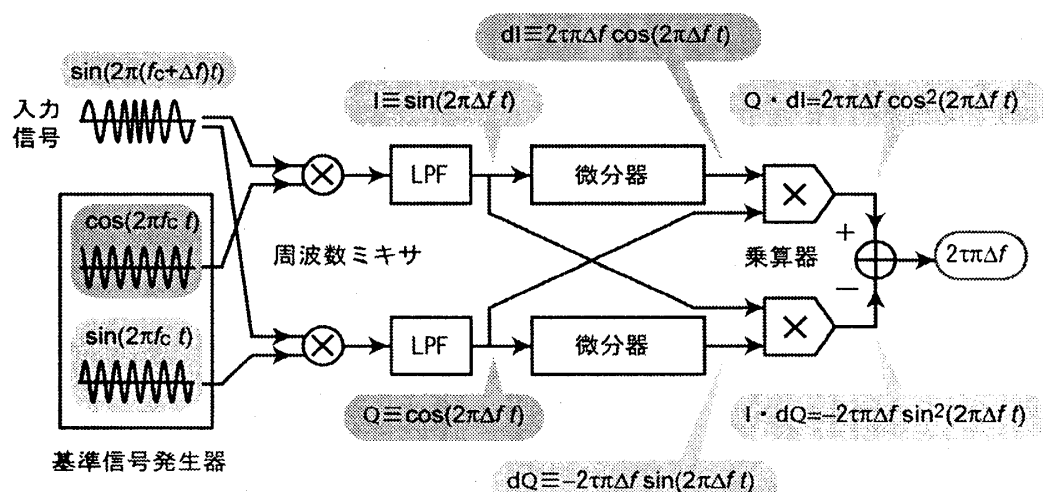 dI≡2τπΔf cos(2πΔf t)
sin(2π(fc+Δf)t)
入力
信号
I≡sin(2πΔf t)
Q・dI=2τπΔf cos²(2πΔf t)
LPF
微分器
×
cos(2πfc t)
周波数ミキサ
乗算器
+
2τπΔf
−
sin(2πfc t)
LPF
微分器
×
Q≡cos(2πΔf t)
I・dQ=−2τπΔf sin²(2πΔf t)
基準信号発生器
dQ≡−2τπΔf sin(2πΔf t)